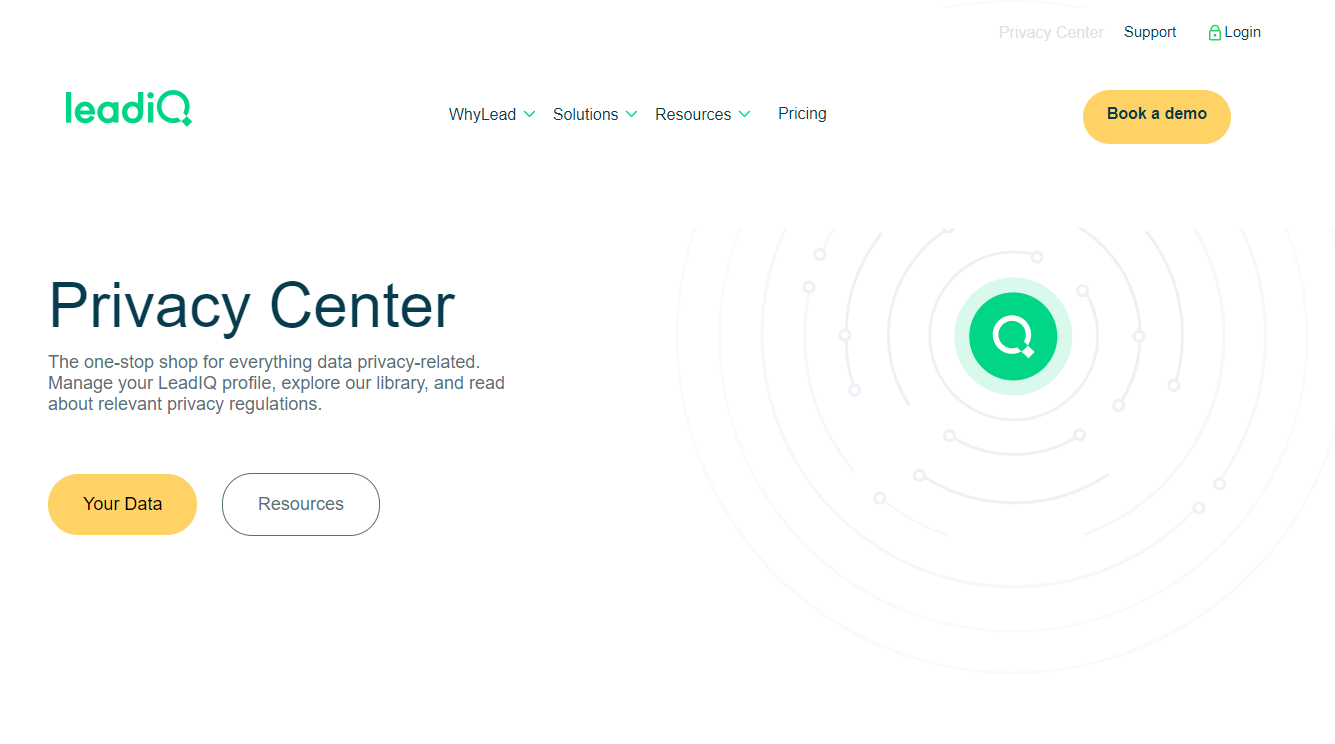 Privacy Center Support Login
leadiQ
WhyLead Solutions Resources Pricing Book a demo
Privacy Center
The one-stop shop for everything data privacy-related.
Manage your LeadIQ profile, explore our library, and read
about relevant privacy regulations.
Your Data Resources